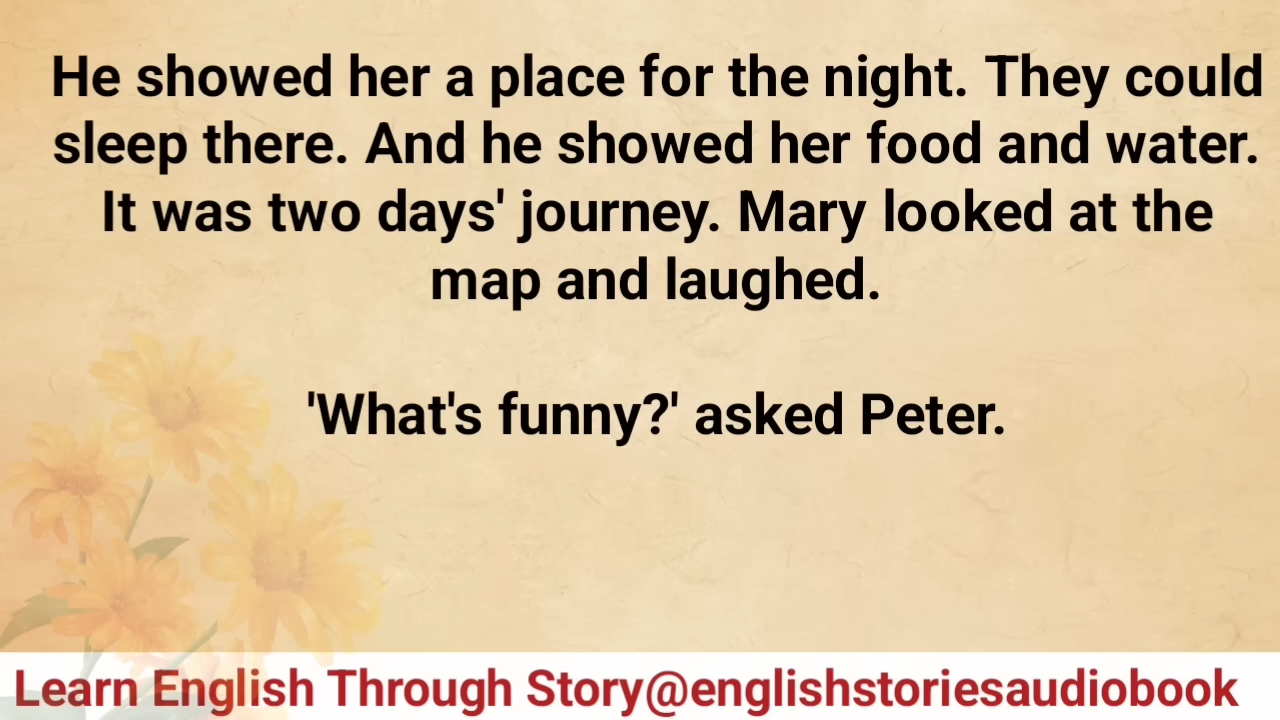 He showed her a place for the night. They could
sleep there. And he showed her food and water.
It was two days' journey. Mary looked at the
map and laughed.
'What's funny?' asked Peter.
Learn English Through Story@englishstoriesaudiobook